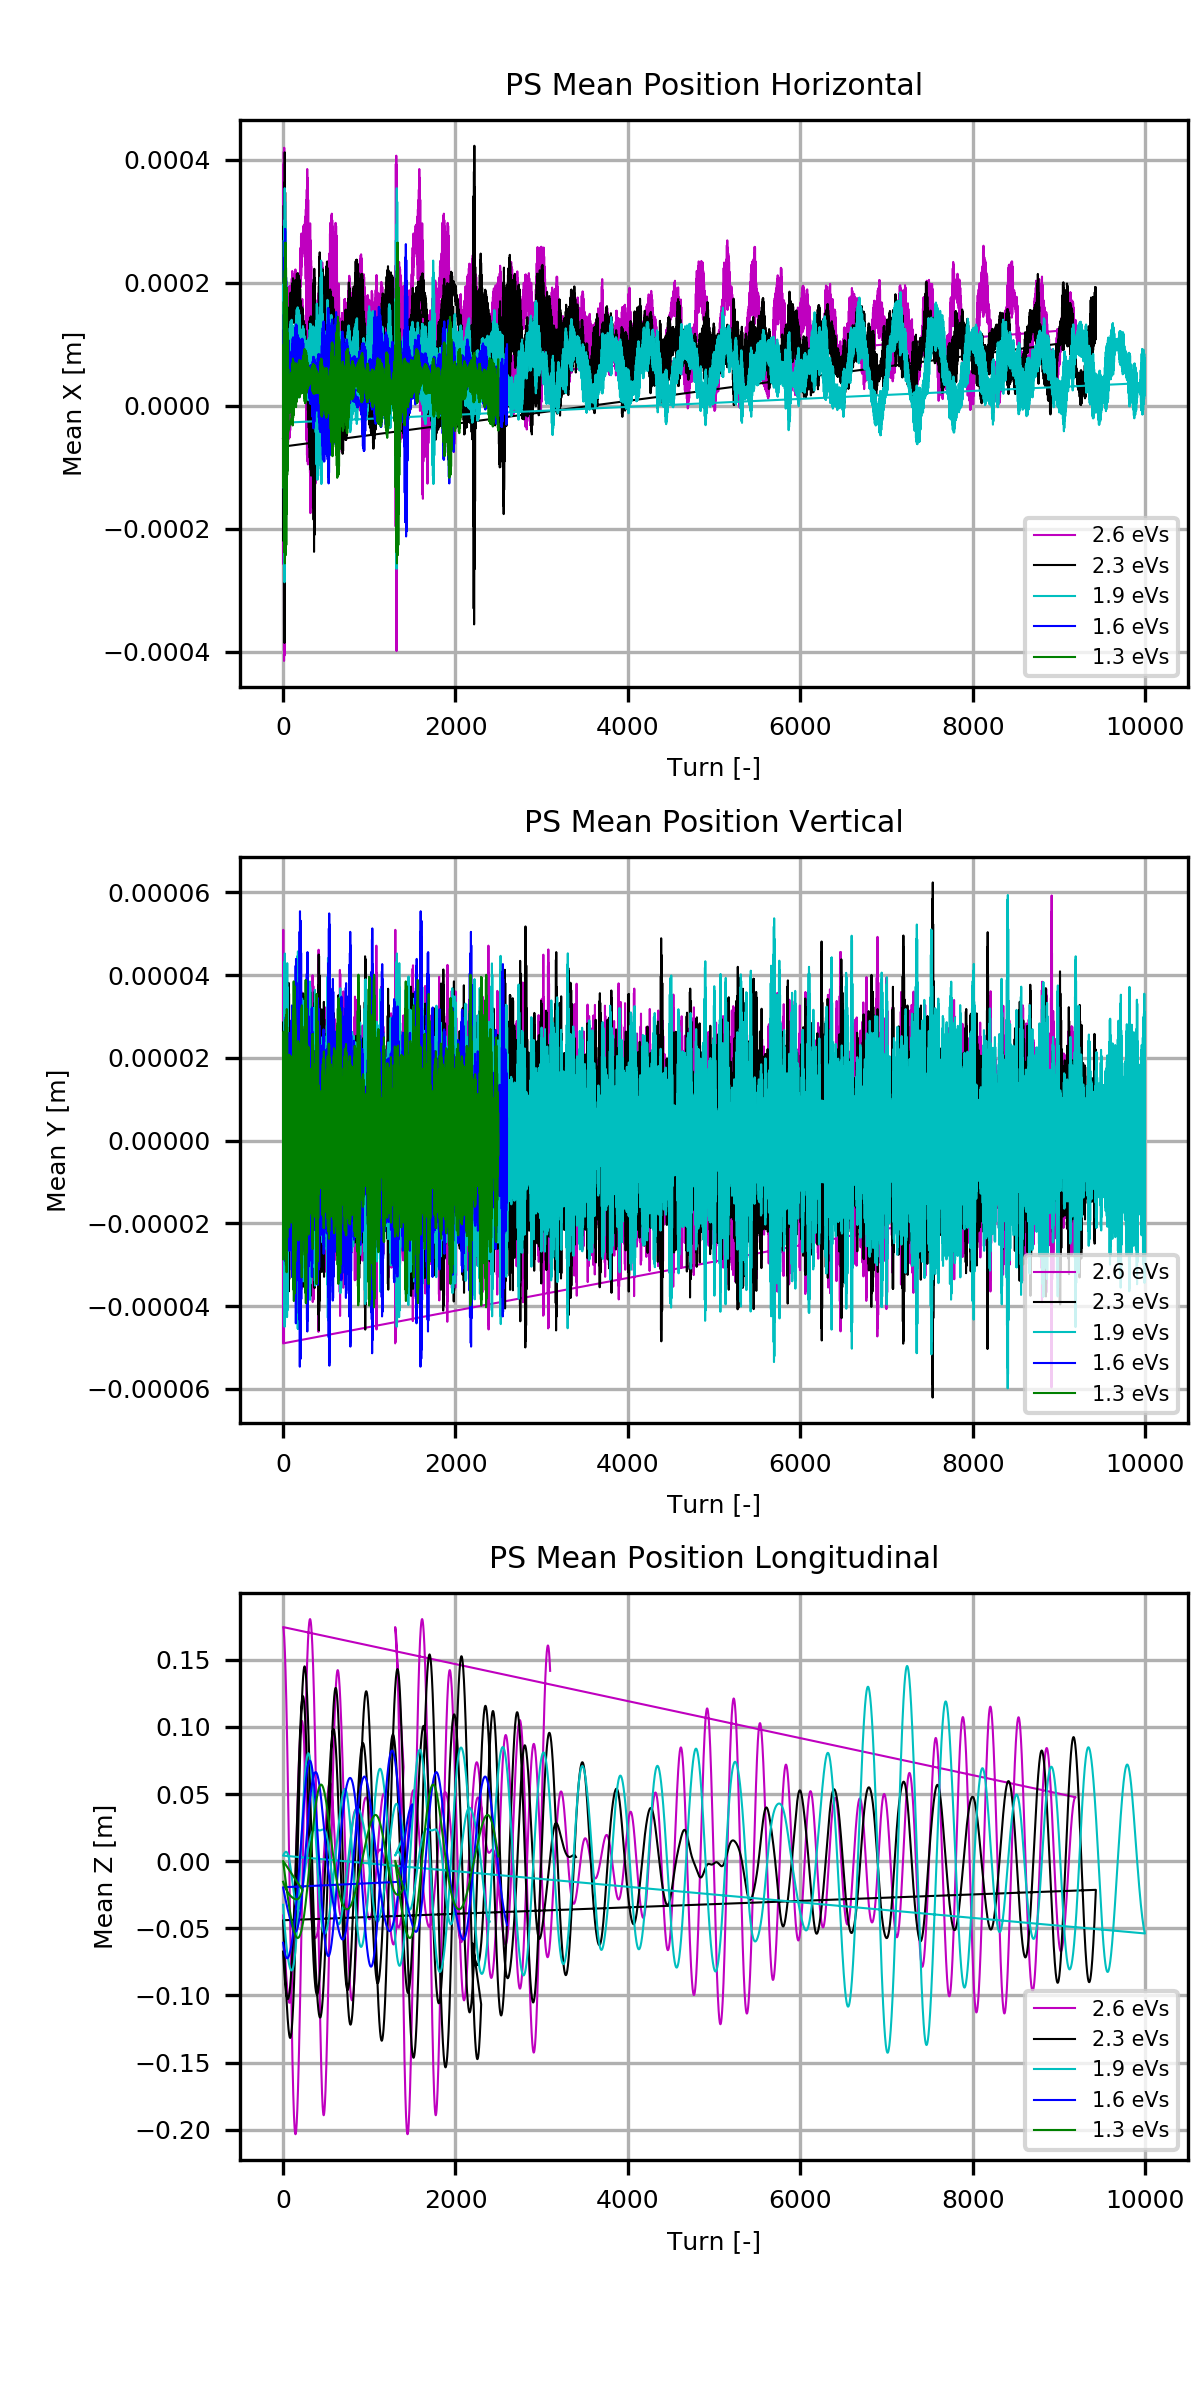 PS Mean Position Horizontal
Mean X [m]
0.0004
0.0002
0.0000
−0.0002
−0.0004
2.6 eVs
2.3 eVs
1.9 eVs
1.6 eVs
1.3 eVs
0 2000 4000 6000 8000 10000
Turn [-]
PS Mean Position Vertical
Mean Y [m]
0.00006
0.00004
0.00002
0.00000
−0.00002
−0.00004
−0.00006
2.6 eVs
2.3 eVs
1.9 eVs
1.6 eVs
1.3 eVs
0 2000 4000 6000 8000 10000
Turn [-]
PS Mean Position Longitudinal
Mean Z [m]
0.15
0.10
0.05
0.00
−0.05
−0.10
−0.15
−0.20
2.6 eVs
2.3 eVs
1.9 eVs
1.6 eVs
1.3 eVs
0 2000 4000 6000 8000 10000
Turn [-]